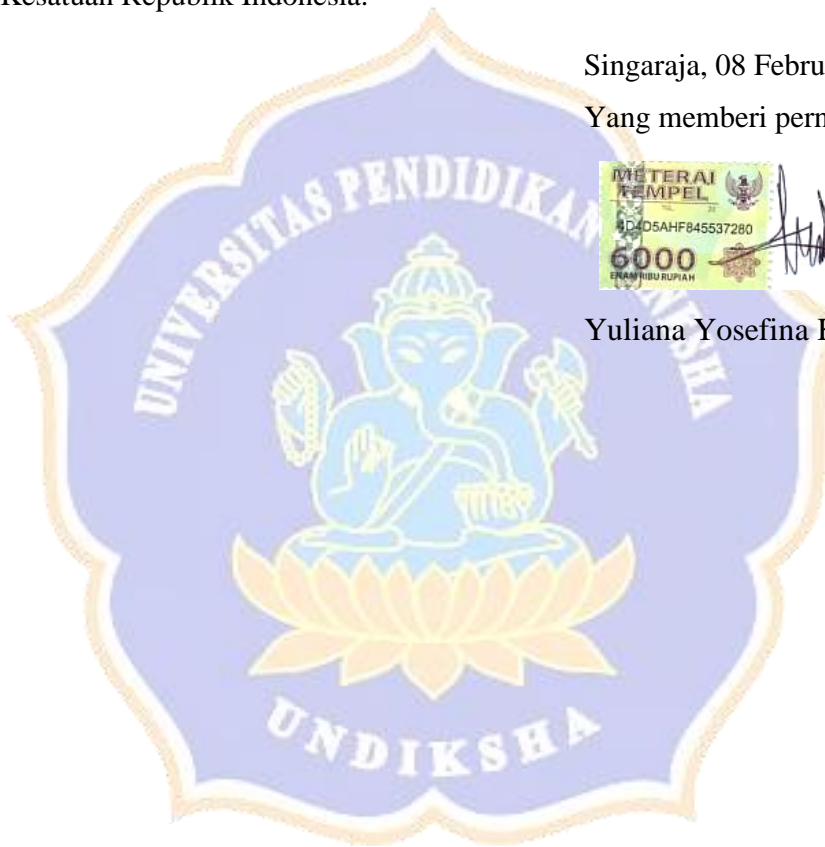 Kesatuan Republik Indonesia.
Singaraja, 08 Febru
Yang memberi pern
METERAI
TEMPEL
4D4D5AHF845537280
6000
ENAM RIBU RUPIAH
Yuliana Yosefina
UNIVERSITAS PENDIDIKAN GANESHA
UNDIKSHA